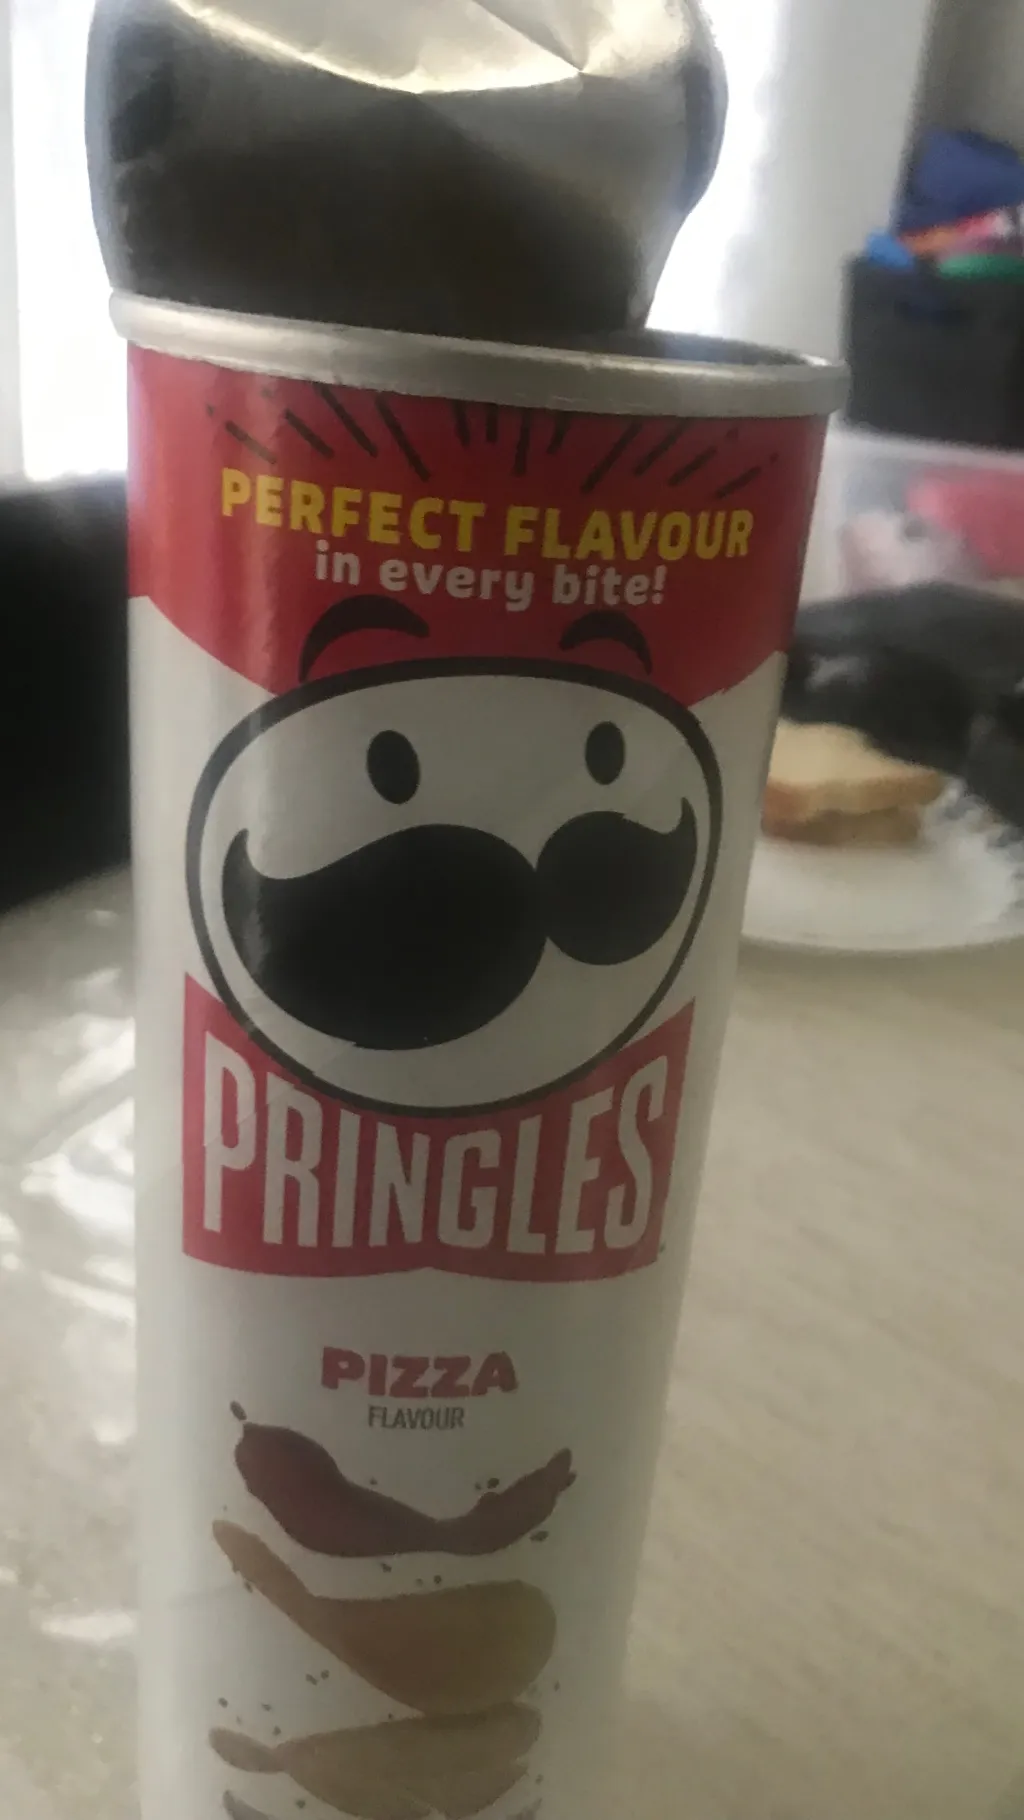 PERFECT FLAVOUR
in every bite!
PRINGLES
PIZZA
FLAVOUR